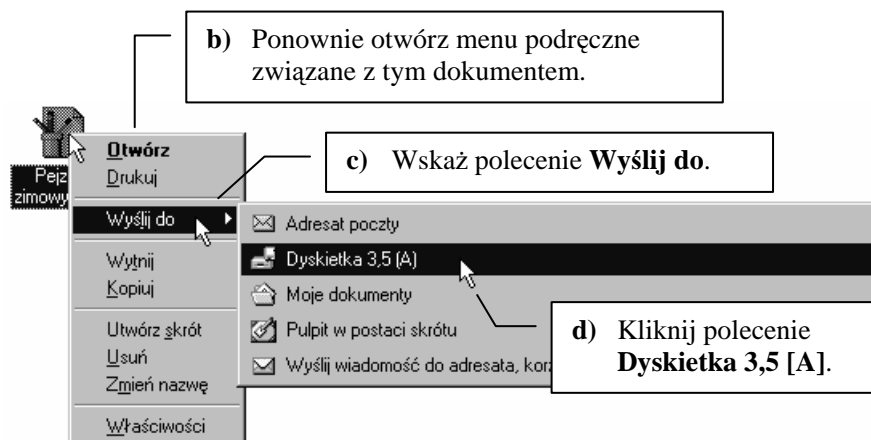 b) Ponownie otwórz menu podręczne
związane z tym dokumentem.
Otwórz
Drukuj
c) Wskaż polecenie Wyślij do.
Pejz
zimowy
Wyślij do
Adresat poczty
Wytnij
Dyskietka 3,5 (A)
Kopiuj
Moje dokumenty
Utwórz skrót
Pulpit w postaci skrótu
d) Kliknij polecenie
Dyskietka 3,5 [A].
Usuń
Wyślij wiadomość do adresata, korz
Zmień nazwę
Właściwości